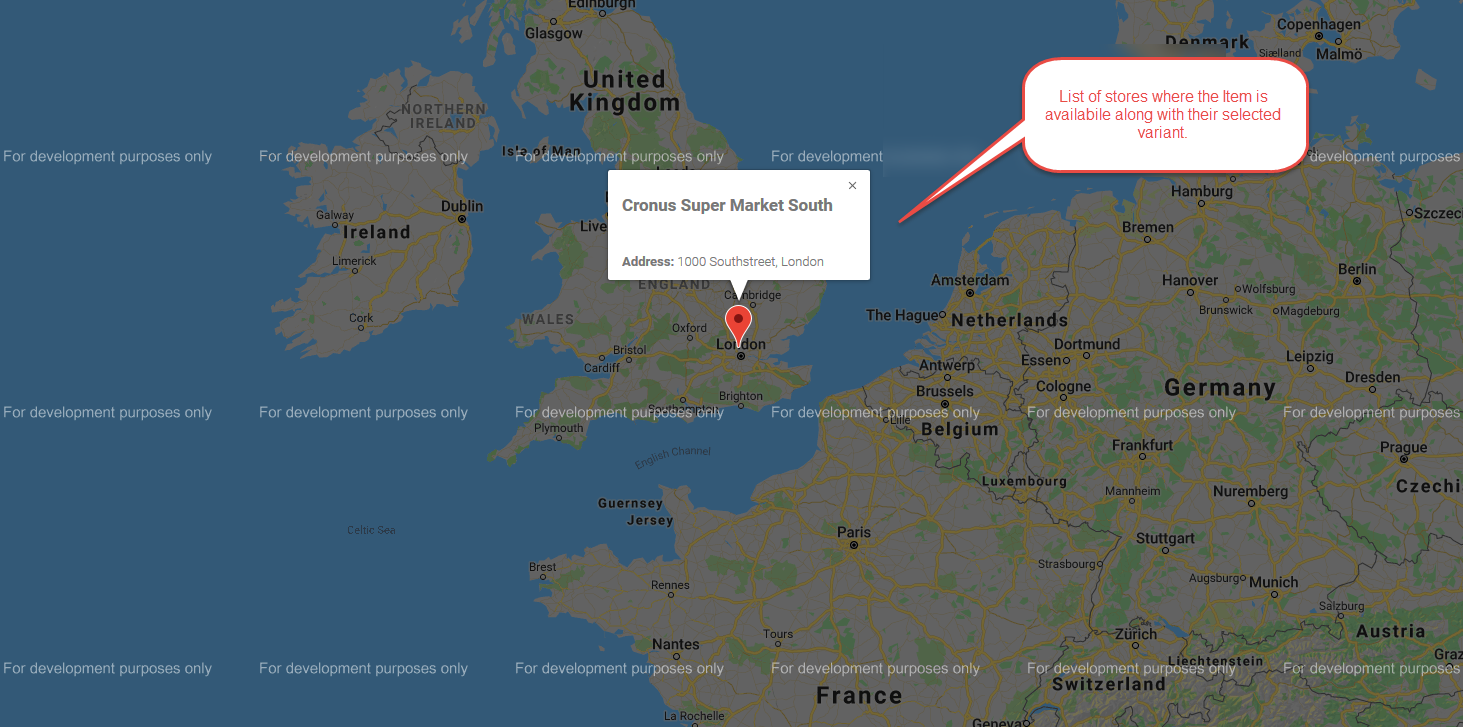 Edinburgh
Glasgow
United
Kingdom
NORTHERN
IRELAND
Isle of Man
Copenhagen
Denmark
Sjælland
Malmö
List of stores where the Item is
availabile along with their selected
variant.
For development purposes only
For development purposes only
For development purposes only
For development
development purposes
Hamburg
Szczec
Bremen
Galway
Dublin
Ireland
Limerick
Cork
Live
Cronus Super Market South
Address: 1000 Southstreet, London
ENGLAND
Cambridge
WALES
Oxford
London
Bristol
Cardiff
Brighton
Southampton
Plymouth
English Channel
Amsterdam
Hanover
Wolfsburg
Berlin
The Hague
Netherlands
Brunswick
Magdeburg
Dortmund
Essen
Leipzig
Antwerp
Brussels
Cologne
Germany
Dresden
For development purposes only
For development purposes only
For development purposes only
For development purposes only
For development purposes only
For development purposes
Lille
Belgium
Frankfurt
Prague
Luxembourg
Mannheim
Nuremberg
Czechi
Guernsey
Jersey
Celtic Sea
Paris
Stuttgart
Strasbourg
Brest
Rennes
Augsburg
Munich
Salzburg
Nantes
Tours
Zürich
Austria
Liechtenstein
Graz
For development purposes only
For development purposes only
For development purposes only
For development purposes only
For development purposes only
For development purposes
Switzerland
France
La Rochelle
Geneva